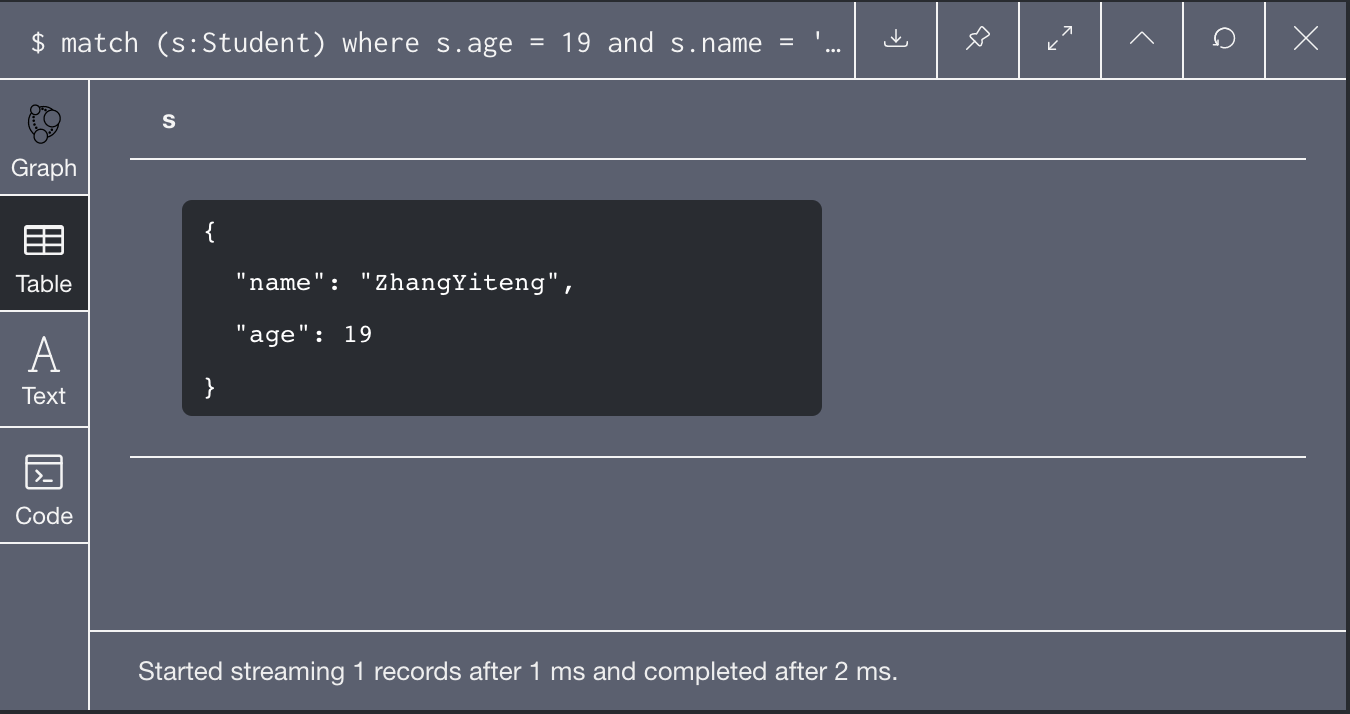 $ match (s:Student) where s.age = 19 and s.name = '…
Graph
Table
Text
Code
s
{
"name": "ZhangYiteng",
"age": 19
}
Started streaming 1 records after 1 ms and completed after 2 ms.